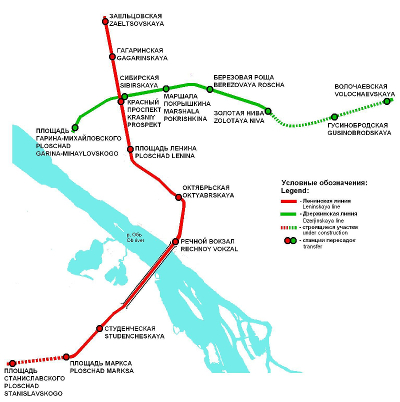 ЗАЕЛЬЦОВСКАЯ
ZAELTSOVSKAYA
ГАГАРИНСКАЯ
GAGARINSKAYA
СИБИРСКАЯ
SIBIRSKAYA
БЕРЕЗОВАЯ РОША
BEREZOVAYA ROSCHA
ВОЛОЧАЕВСКАЯ
VOLOCHAEVSKAYA
КРАСНЫЙ
ПРОСПЕКТ
KRASNIY
PROSPEKT
МАРШАЛА
ПОКРЫШКИНА
MARSHALA
POKRISHKINA
ЗОЛОТАЯ НИВА
ZOLOTAYA NIVA
ГУСИНОБРОДСКАЯ
GUSINOBRODSKAYA
ПЛОЩАДЬ
ГАРИНА-МИХАЙЛОВСКОГО
PLOSCHAD
GARINA-MIHAYLOVSKOGO
ПЛОЩАДЬ ЛЕНИНА
PLOSCHAD LENINA
ОКТЯБРЬСКАЯ
OKTYABRSKAYA
Условные обозначения:
Legend:
- Ленинская линия
Leninskaya line
- Дзержинская линия
Dzerjinskaya line
- строящиеся участки
under construction
- станции пересадок
transfer
р. Обь
Ob river
РЕЧНОЙ ВОКЗАЛ
RECHNOY VOKZAL
СТУДЕНЧЕСКАЯ
STUDENCHESKAYA
ПЛОЩАДЬ МАРКСА
PLOSCHAD MARKSA
ПЛОЩАДЬ
СТАНИСЛАВСКОГО
PLOSCHAD
STANISLAVSKOGO